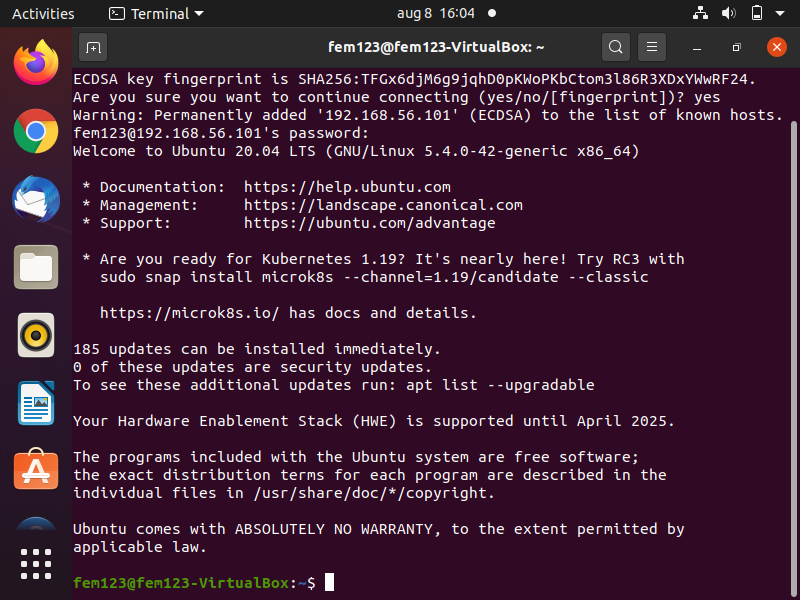 Activities
Terminal
aug 8 16:04
fem123@fem123-VirtualBox: ~
ECDSA key fingerprint is SHA256:TFGx6djM6g9jqhD0pKWoPKbCtom3l86R3XDxYWwRF24.
Are you sure you want to continue connecting (yes/no/[fingerprint])? yes
Warning: Permanently added '192.168.56.101' (ECDSA) to the list of known hosts.
fem123@192.168.56.101's password:
Welcome to Ubuntu 20.04 LTS (GNU/Linux 5.4.0-42-generic x86_64)
* Documentation: https://help.ubuntu.com
* Management: https://landscape.canonical.com
* Support: https://ubuntu.com/advantage
* Are you ready for Kubernetes 1.19? It's nearly here! Try RC3 with
sudo snap install microk8s --channel=1.19/candidate --classic
https://microk8s.io/ has docs and details.
185 updates can be installed immediately.
0 of these updates are security updates.
To see these additional updates run: apt list --upgradable
Your Hardware Enablement Stack (HWE) is supported until April 2025.
The programs included with the Ubuntu system are free software;
the exact distribution terms for each program are described in the
individual files in /usr/share/doc/*/copyright.
Ubuntu comes with ABSOLUTELY NO WARRANTY, to the extent permitted by
applicable law.
fem123@fem123-VirtualBox:~$